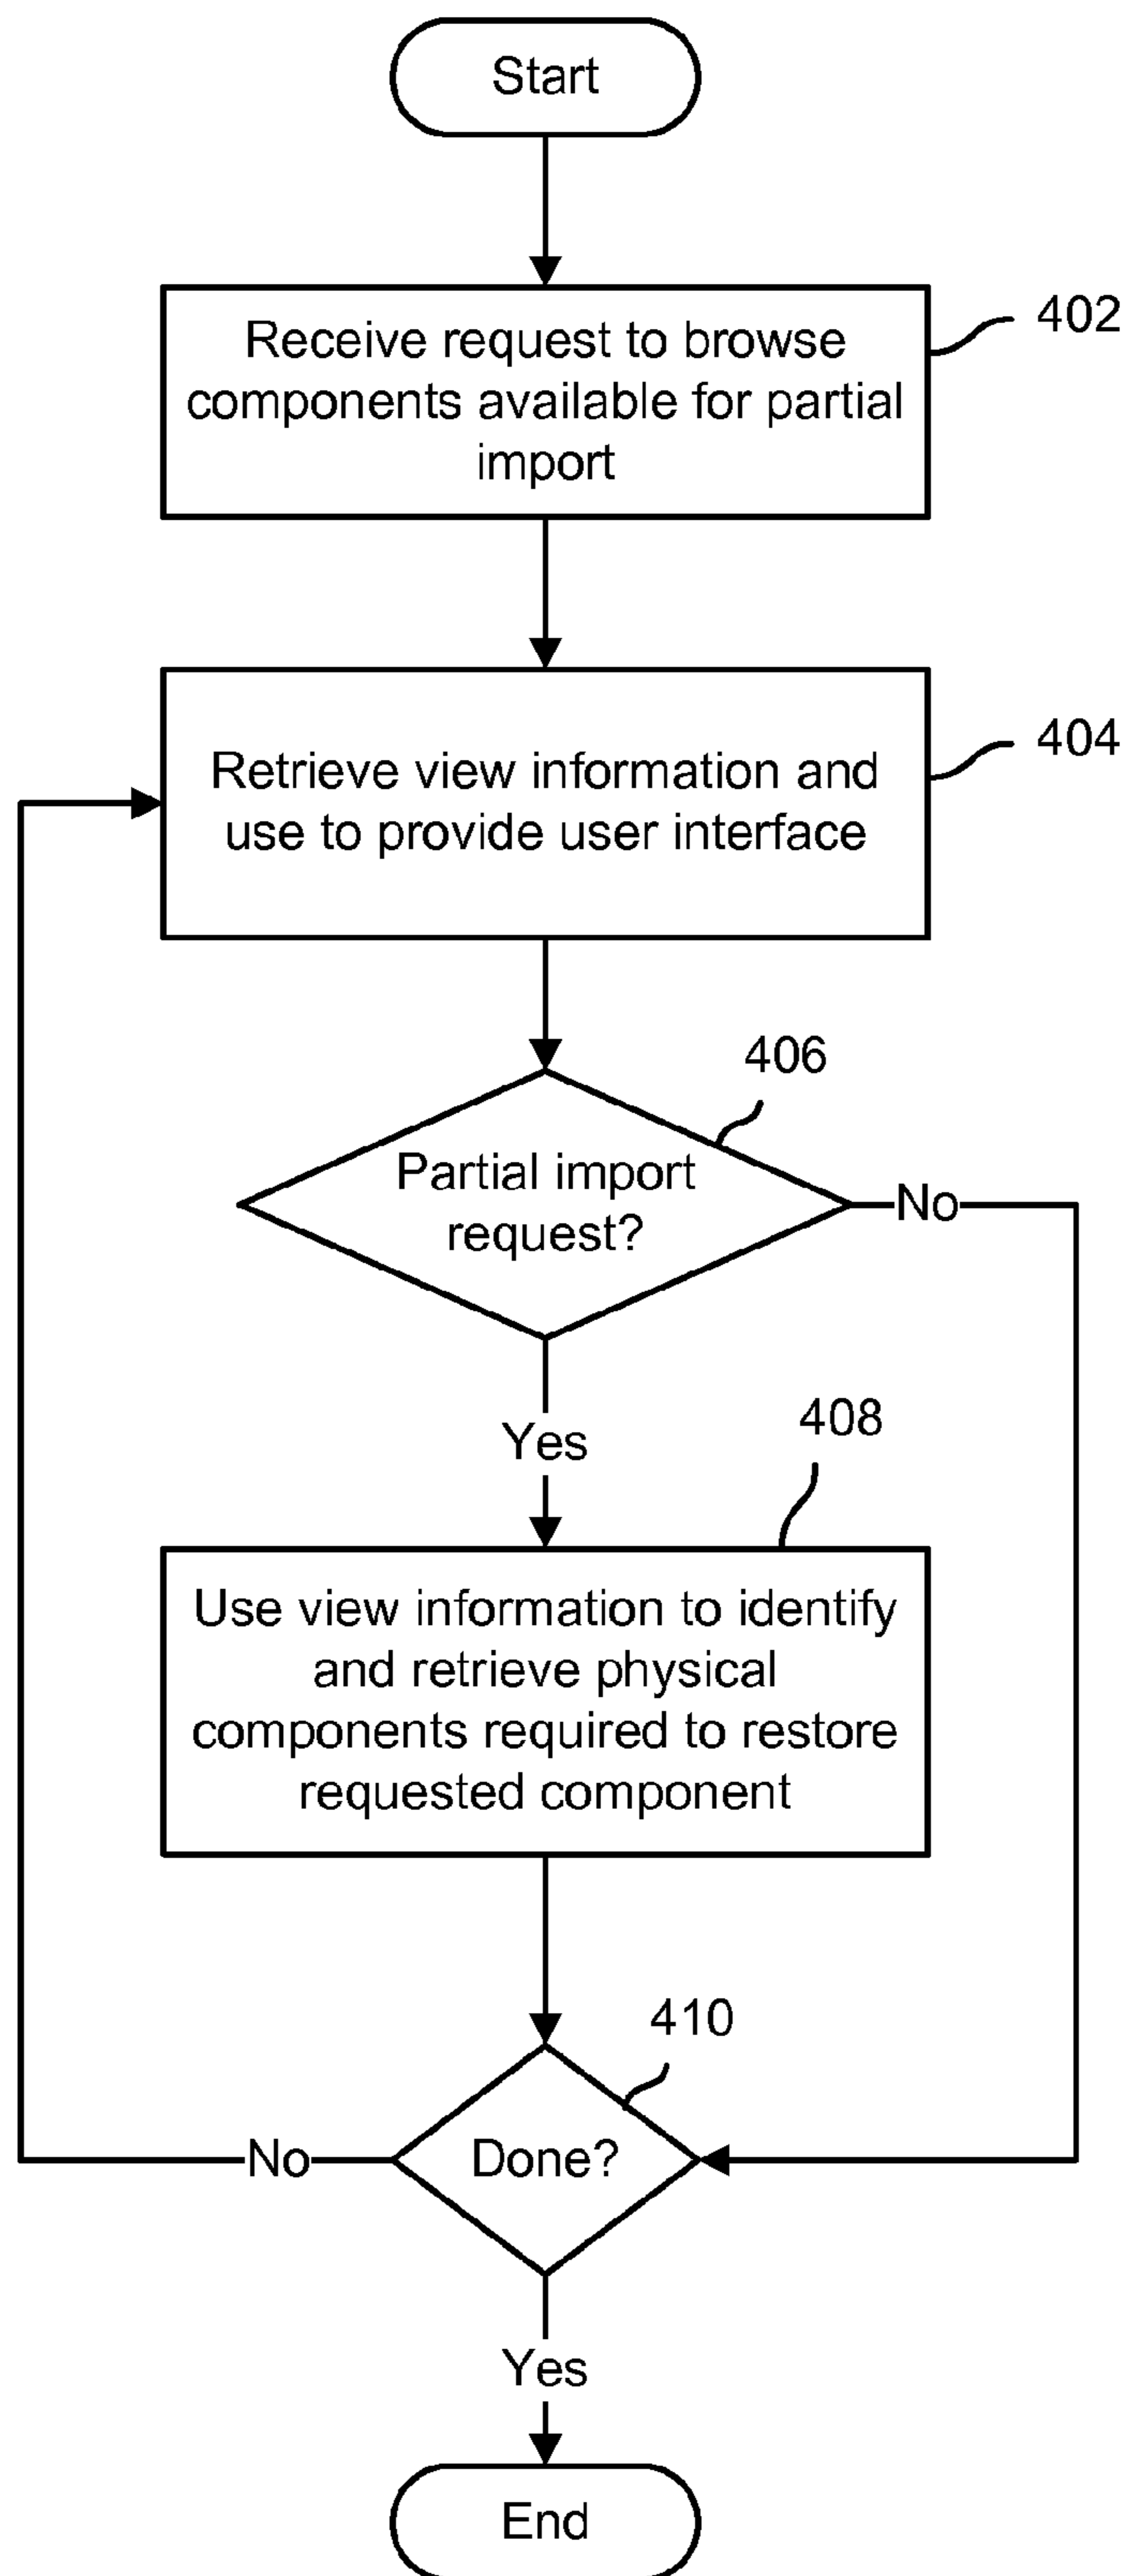 Start
Receive request to browse
components available for partial
import
402
Retrieve view information and
use to provide user interface
404
406
Partial import
request?
No
Yes
408
Use view information to identify
and retrieve physical
components required to restore
requested component
410
Done?
No
Yes
End